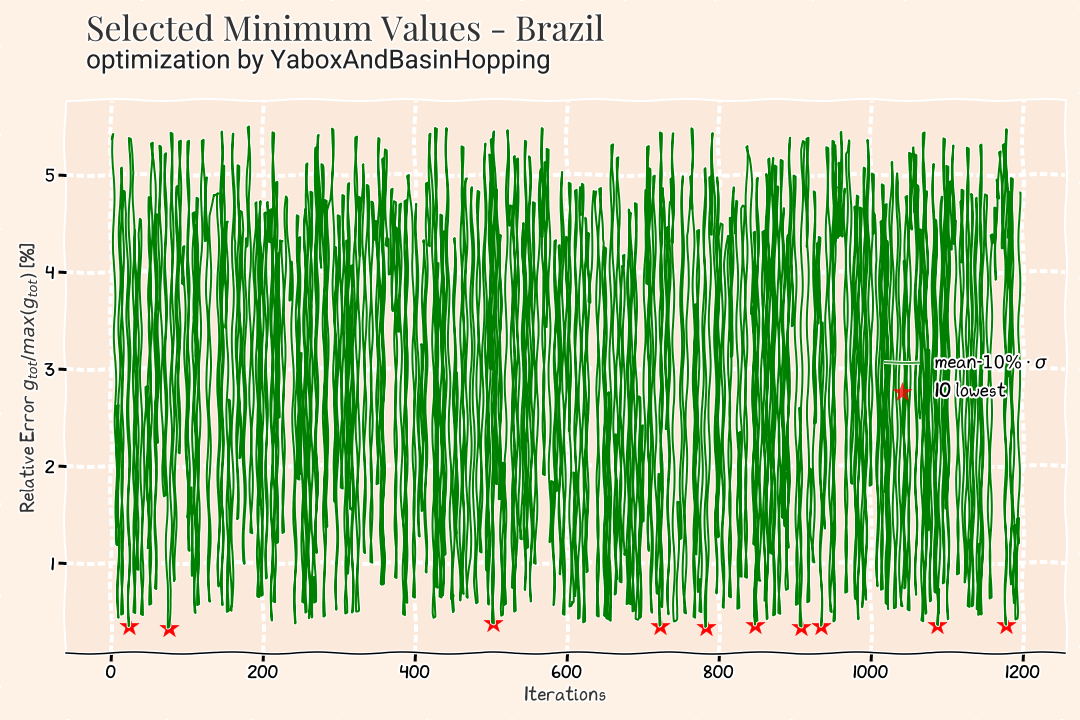 Selected Minimum Values - Brazil
optimization by YaboxAndBasinHopping
Relative Error g_tot/max(g_tot) [%]
5
4
3
2
1
mean-10% · σ
10 lowest
0 200 400 600 800 1000 1200
Iterations